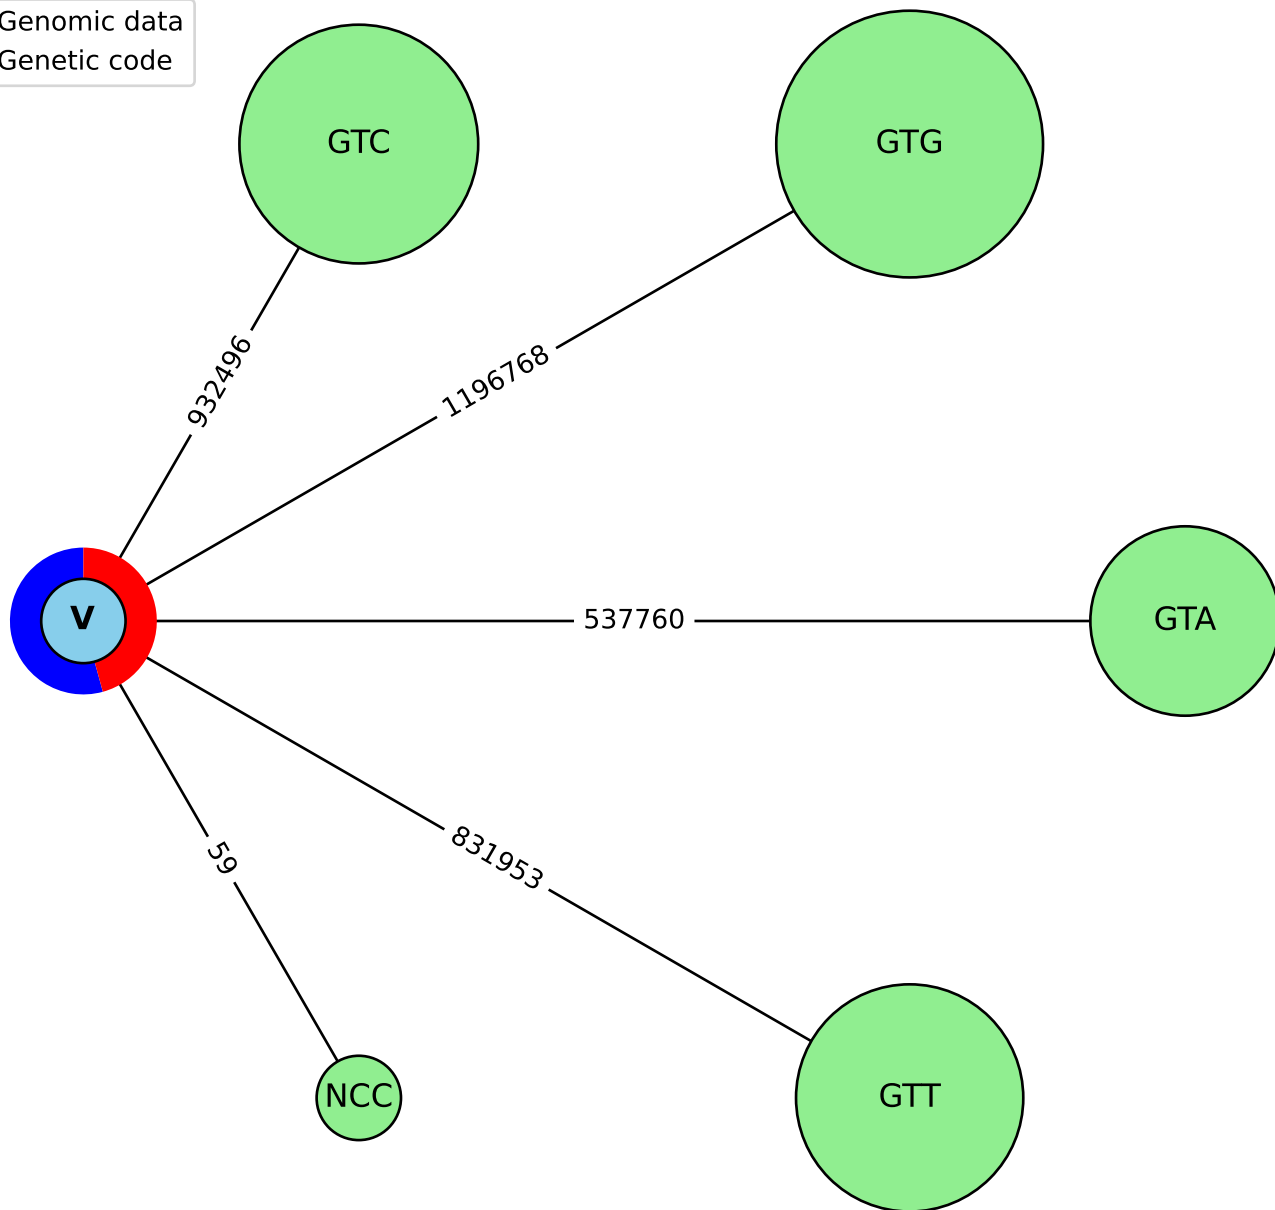 Genomic data
Genetic code
GTC
GTG
932496
1196768
V
537760
GTA
831953
59
NCC
GTT